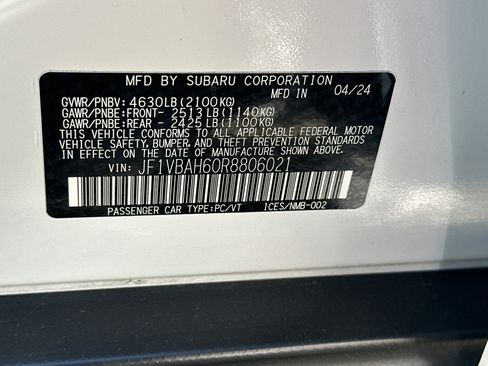 MFD BY SUBARU CORPORATION
MFD IN 04/24
GVWR/PNBV: 4630LB(2100KG)
GAWR/PNBE:FRONT- 2513LB(1140KG)
GAWR/PNBE:REAR - 2425LB(1100KG)
THIS VEHICLE CONFORMS TO ALL APPLICABLE FEDERAL MOTOR
VEHICLE SAFETY, BUMPER, AND THEFT PREVENTION STANDARDS
IN EFFECT ON THE DATE OF MANUFACTURE SHOWN ABOVE.
VIN: JF1VBAH60R8806021
PASSENGER CAR TYPE:PC/VT ICES/NMB-002